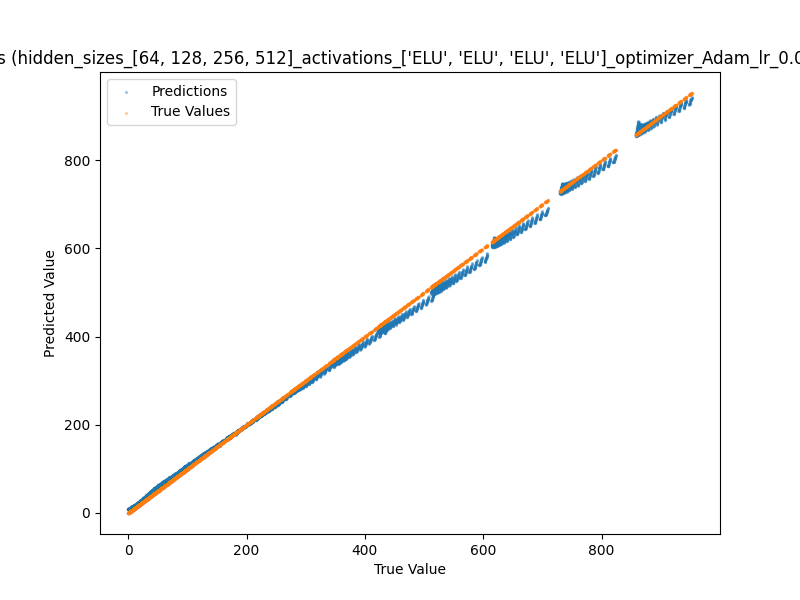 s (hidden_sizes_[64, 128, 256, 512]_activations_['ELU', 'ELU', 'ELU', 'ELU']_optimizer_Adam_lr_0.0
Predictions
True Values
Predicted Value
800
600
400
200
0
0 200 400 600 800
True Value